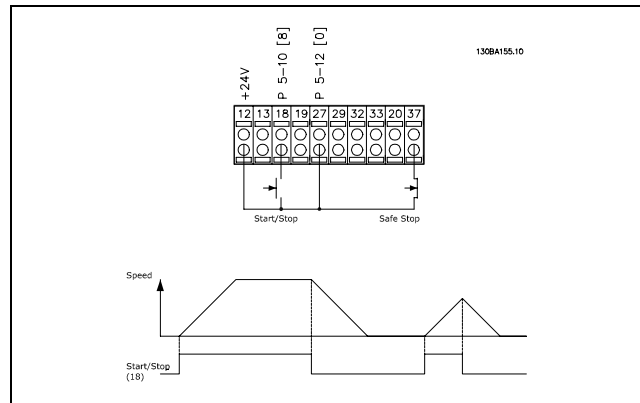 130BA155.10
+24V
P 5-10 [8]
P 5-12 [0]
12 13 18 19 27 29 32 33 20 37
Start/Stop
Safe Stop
Speed
Start/Stop
(18)